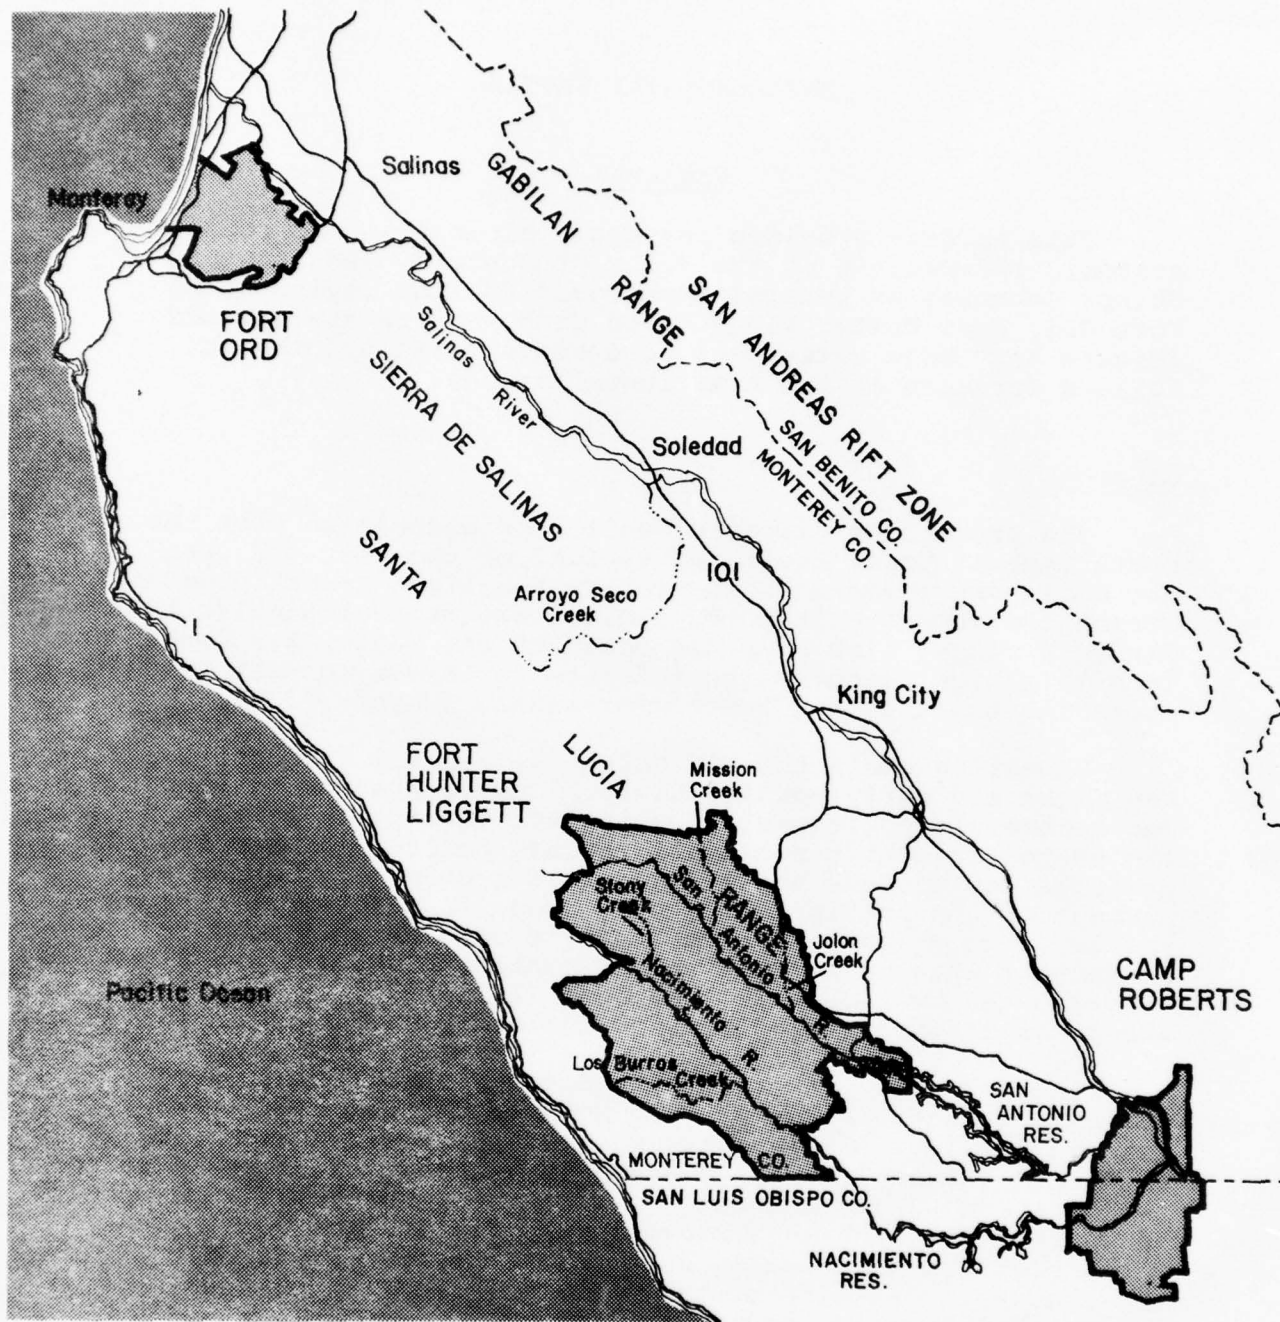 Salinas
Monterey
GABILAN
RANGE
SAN ANDREAS RIFT ZONE
FORT
ORD
Salinas
River
SIERRA DE SALINAS
Soledad
SAN BENITO CO.
MONTEREY CO.
SANTA
101
Arroyo Seco
Creek
1
King City
LUCIA
FORT
HUNTER
LIGGETT
Mission
Creek
San
Antonio
R.
RANGE
Stony
Creek
Jolon
Creek
Nacimiento
R.
CAMP
ROBERTS
Pacific Ocean
Los Burros
Creek
SAN
ANTONIO
RES.
MONTEREY CO.
SAN LUIS OBISPO CO.
NACIMIENTO
RES.